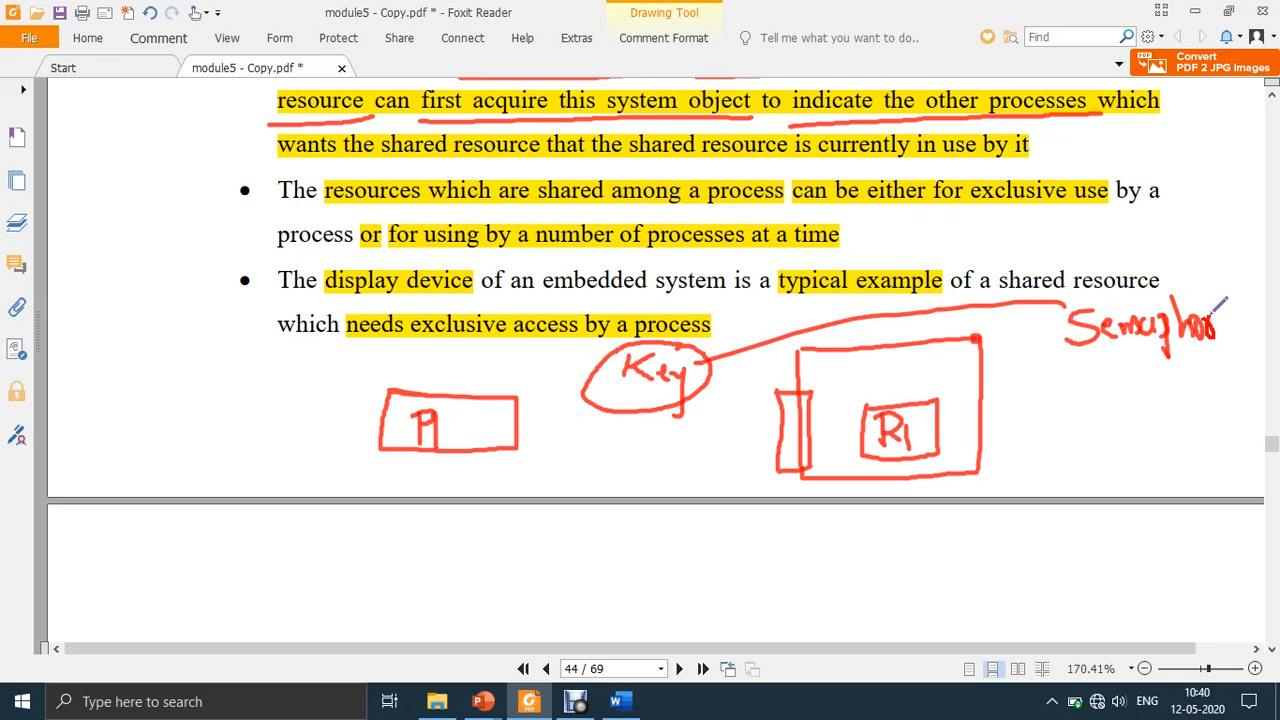 module5 - Copy.pdf * - Foxit Reader
Drawing Tool
File Home Comment View Form Protect Share Connect Help Extras Comment Format Tell me what you want to do.. Find
Start
module5 - Copy.pdf *
Convert
PDF 2 JPG Images
resource can first acquire this system object to indicate the other processes which
wants the shared resource that the shared resource is currently in use by it
• The resources which are shared among a process can be either for exclusive use by a
process or for using by a number of processes at a time
• The display device of an embedded system is a typical example of a shared resource
which needs exclusive access by a process
Semapho
Key
R1
44 / 69
170.41%
Type here to search
ENG
10:40
12-05-2020